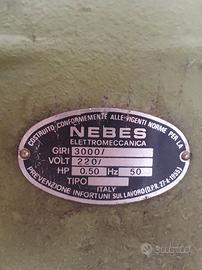 COSTRUITO CONFORMEMENTE ALLE VIGENTI NORME PER LA
NEBES
ELETTROMECCANICA
GIRI 3000/
VOLT 220/
HP 0.50 Hz 50
TIPO
ITALY
PREVENZIONE INFORTUNI SUL LAVORO (D.P.R. 27-4-1955)
subito